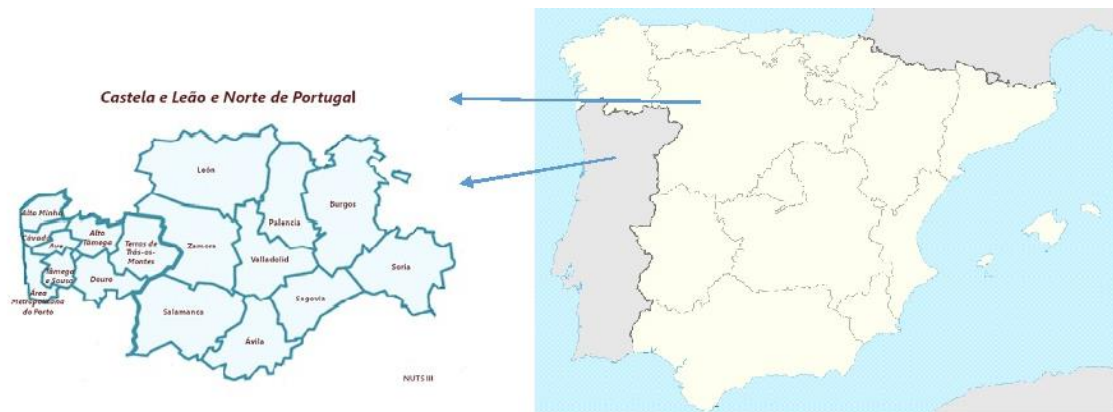 Castela e Leão e Norte de Portugal
León
Burgos
Palencia
Alto Minho
Cávado
Ave
Alto
Tâmega
Terras de
Trás-os-
Montes
Zamora
Valladolid
Soria
Tâmega
e Sousa
Douro
Área
Metropolitana
do Porto
Segovia
Salamanca
Ávila
NUTS III